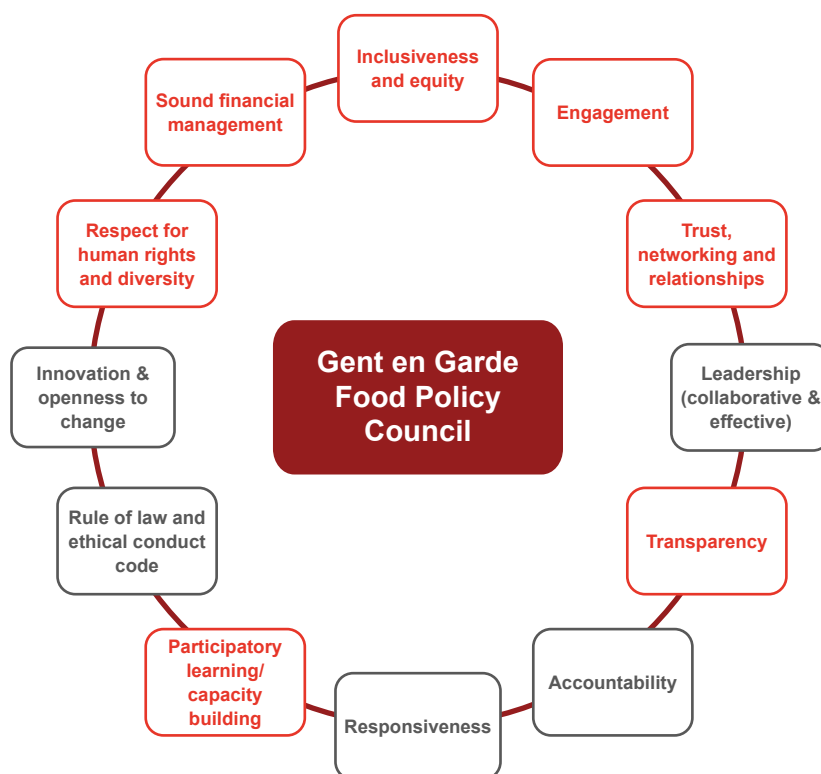 Inclusiveness
and equity
Engagement
Trust,
networking and
relationships
Leadership
(collaborative &
effective)
Transparency
Accountability
Responsiveness
Participatory
learning/
capacity
building
Rule of law and
ethical conduct
code
Innovation &
openness to
change
Respect for
human rights
and diversity
Sound financial
management
Gent en Garde
Food Policy
Council